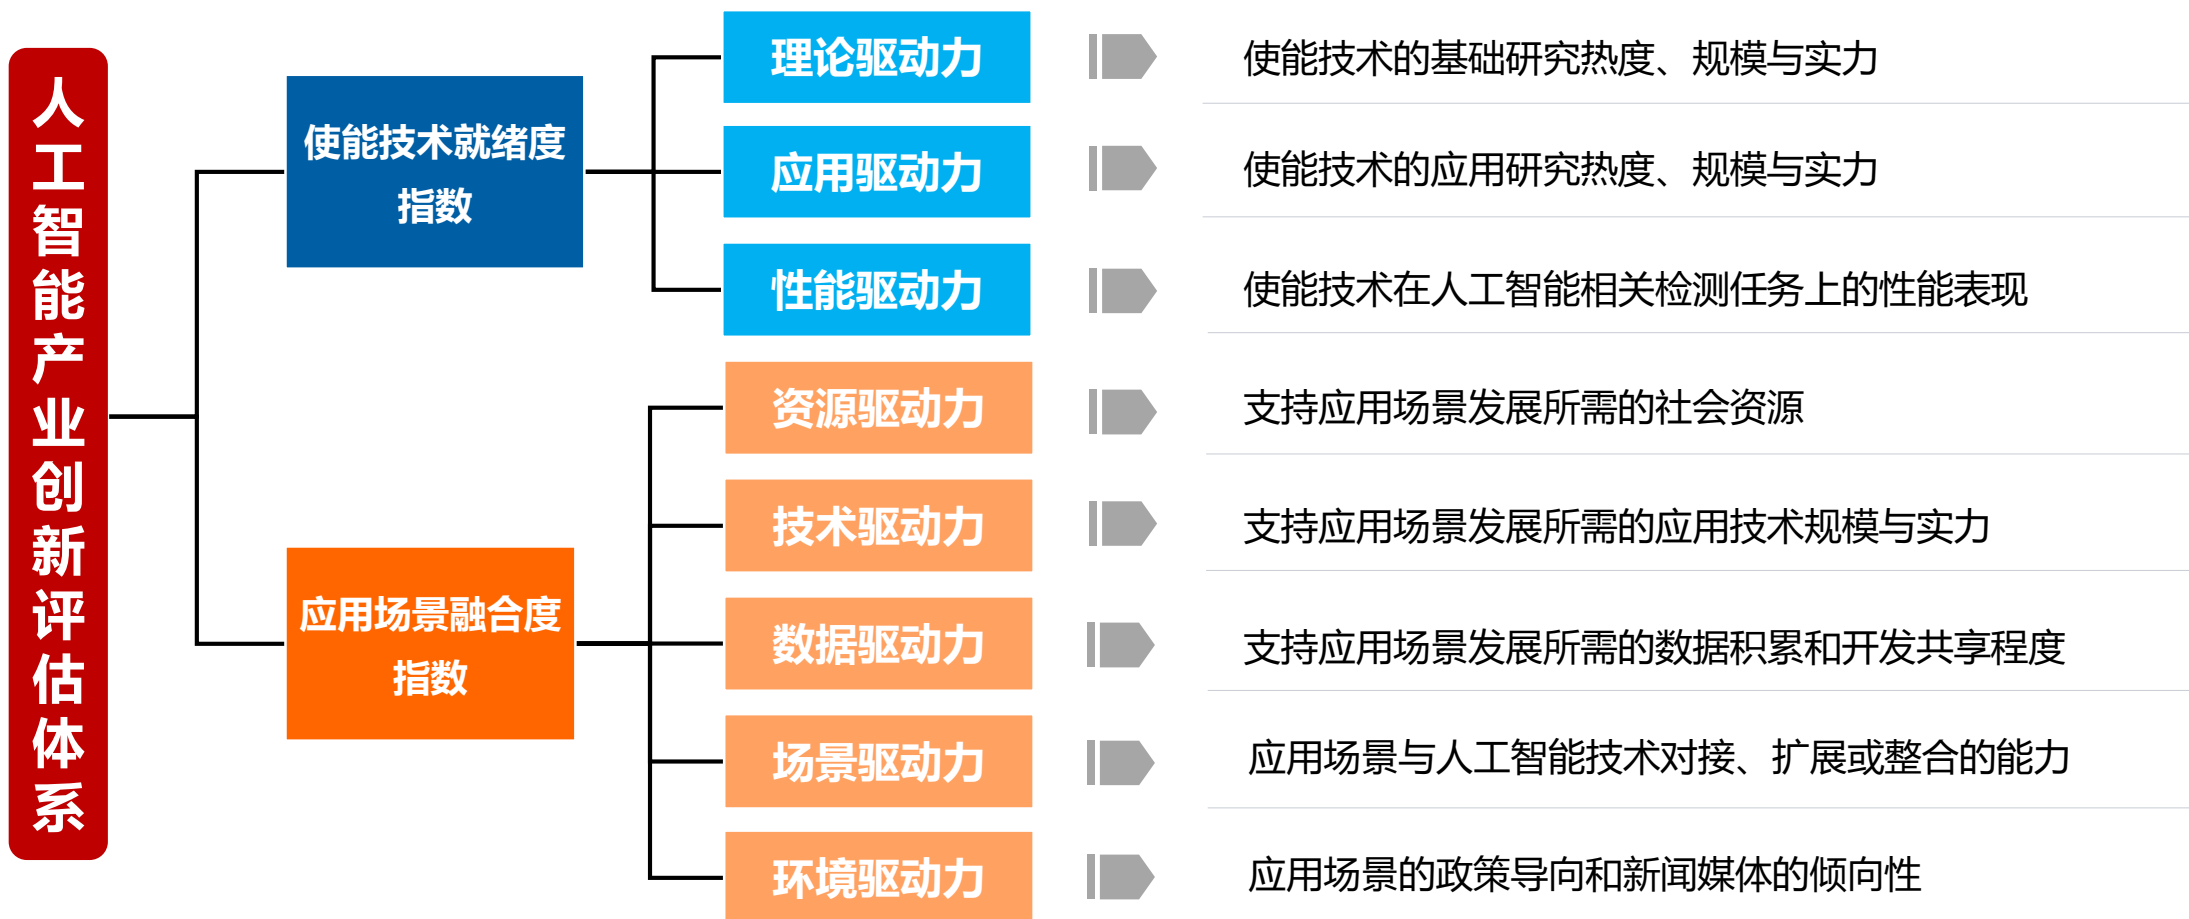 人工智能产业创新评估体系
使能技术就绪度
指数
理论驱动力
使能技术的基础研究热度、规模与实力
应用驱动力
使能技术的应用研究热度、规模与实力
性能驱动力
使能技术在人工智能相关检测任务上的性能表现
应用场景融合度
指数
资源驱动力
支持应用场景发展所需的社会资源
技术驱动力
支持应用场景发展所需的应用技术规模与实力
数据驱动力
支持应用场景发展所需的数据积累和开发共享程度
场景驱动力
应用场景与人工智能技术对接、扩展或整合的能力
环境驱动力
应用场景的政策导向和新闻媒体的倾向性